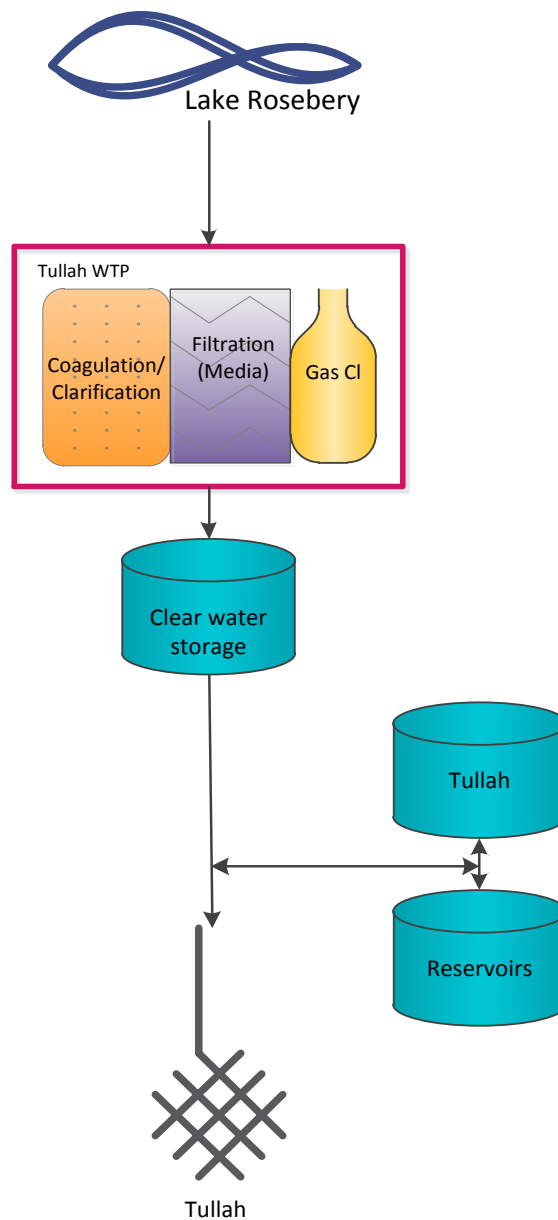 Lake Rosebery
Tullah WTP
Coagulation/
Clarification
Filtration
(Media)
Gas Cl
Clear water
storage
Tullah
Reservoirs
Tullah